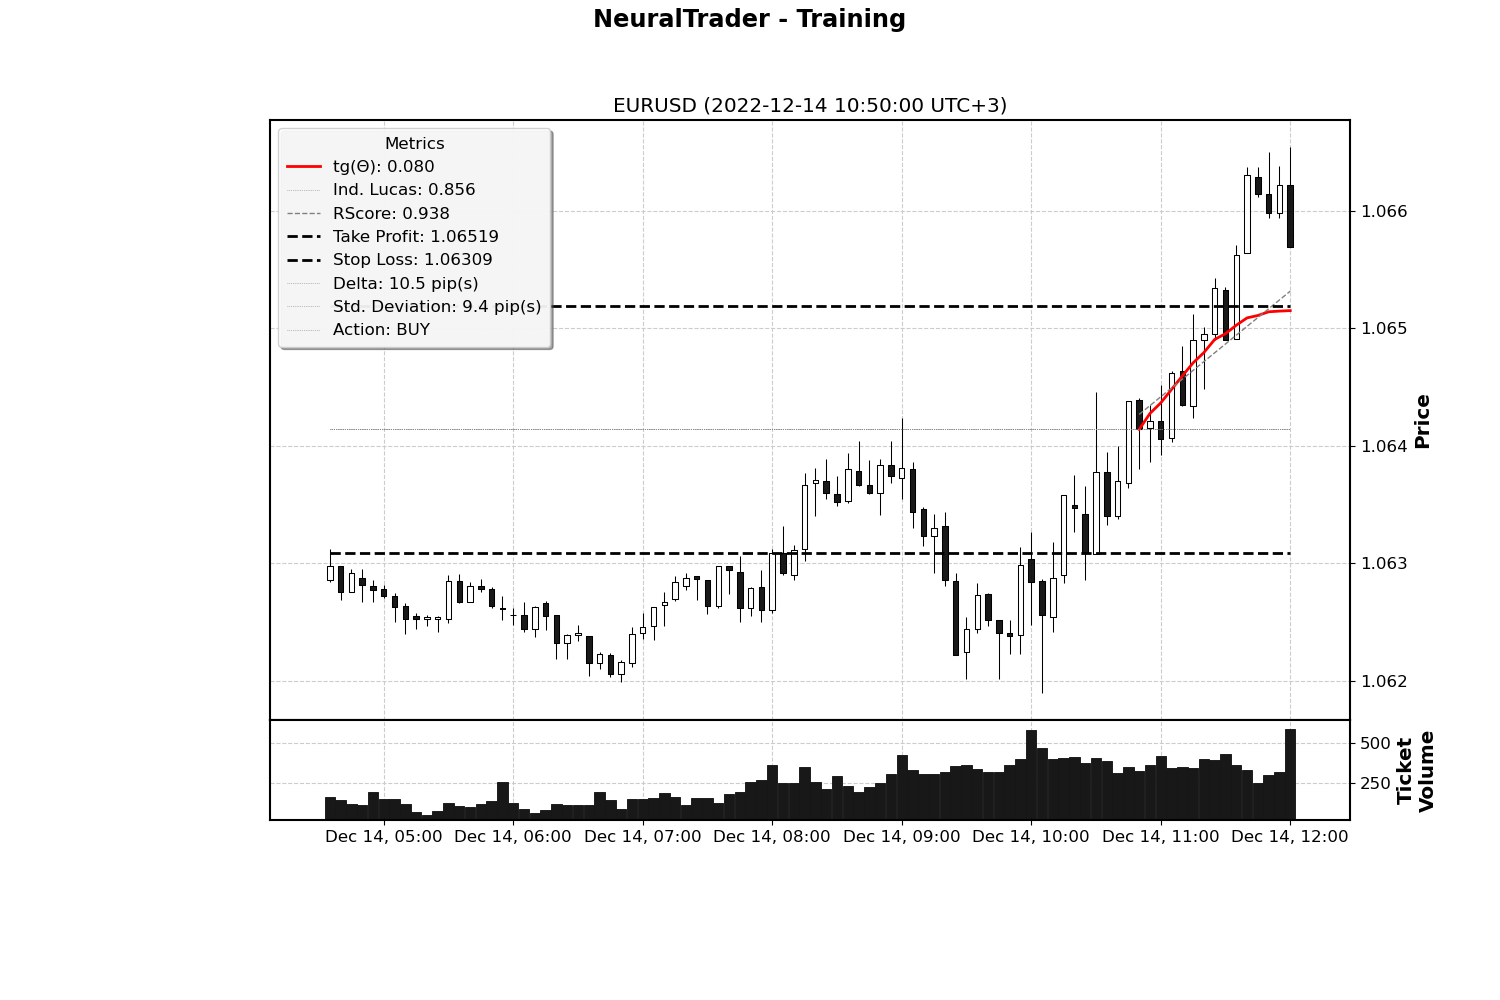 NeuralTrader - Training
EURUSD (2022-12-14 10:50:00 UTC+3)
Metrics
tg(Θ): 0.080
Ind. Lucas: 0.856
RScore: 0.938
Take Profit: 1.06519
Stop Loss: 1.06309
Delta: 10.5 pip(s)
Std. Deviation: 9.4 pip(s)
Action: BUY
1.066
1.065
1.064
1.063
1.062
Price
500
250
Ticket
Volume
Dec 14, 05:00
Dec 14, 06:00
Dec 14, 07:00
Dec 14, 08:00
Dec 14, 09:00
Dec 14, 10:00
Dec 14, 11:00
Dec 14, 12:00